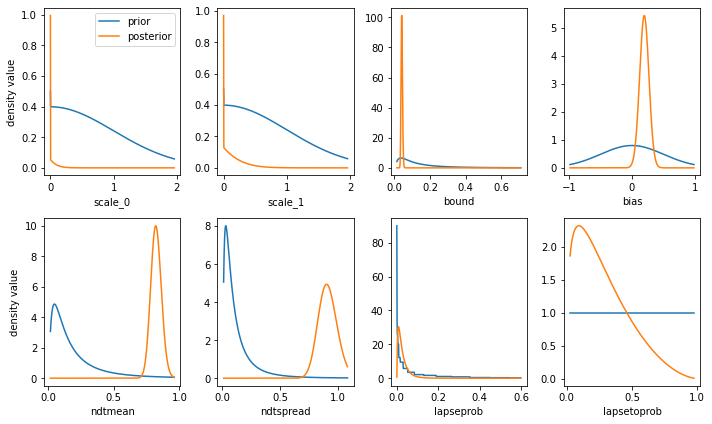 prior
posterior
density value
1.0
0.8
0.6
0.4
0.2
0.0
0 1 2
scale_0
1.0
0.8
0.6
0.4
0.2
0.0
0 1 2
scale_1
100
80
60
40
20
0
0.0 0.2 0.4 0.6
bound
5
4
3
2
1
0
−1 0 1
bias
density value
10
8
6
4
2
0
0.0 0.5 1.0
ndtmean
8
6
4
2
0
0.0 0.5 1.0
ndtspread
80
60
40
20
0
0.0 0.2 0.4 0.6
lapseprob
2.0
1.5
1.0
0.5
0.0
0.0 0.5 1.0
lapsetoprob